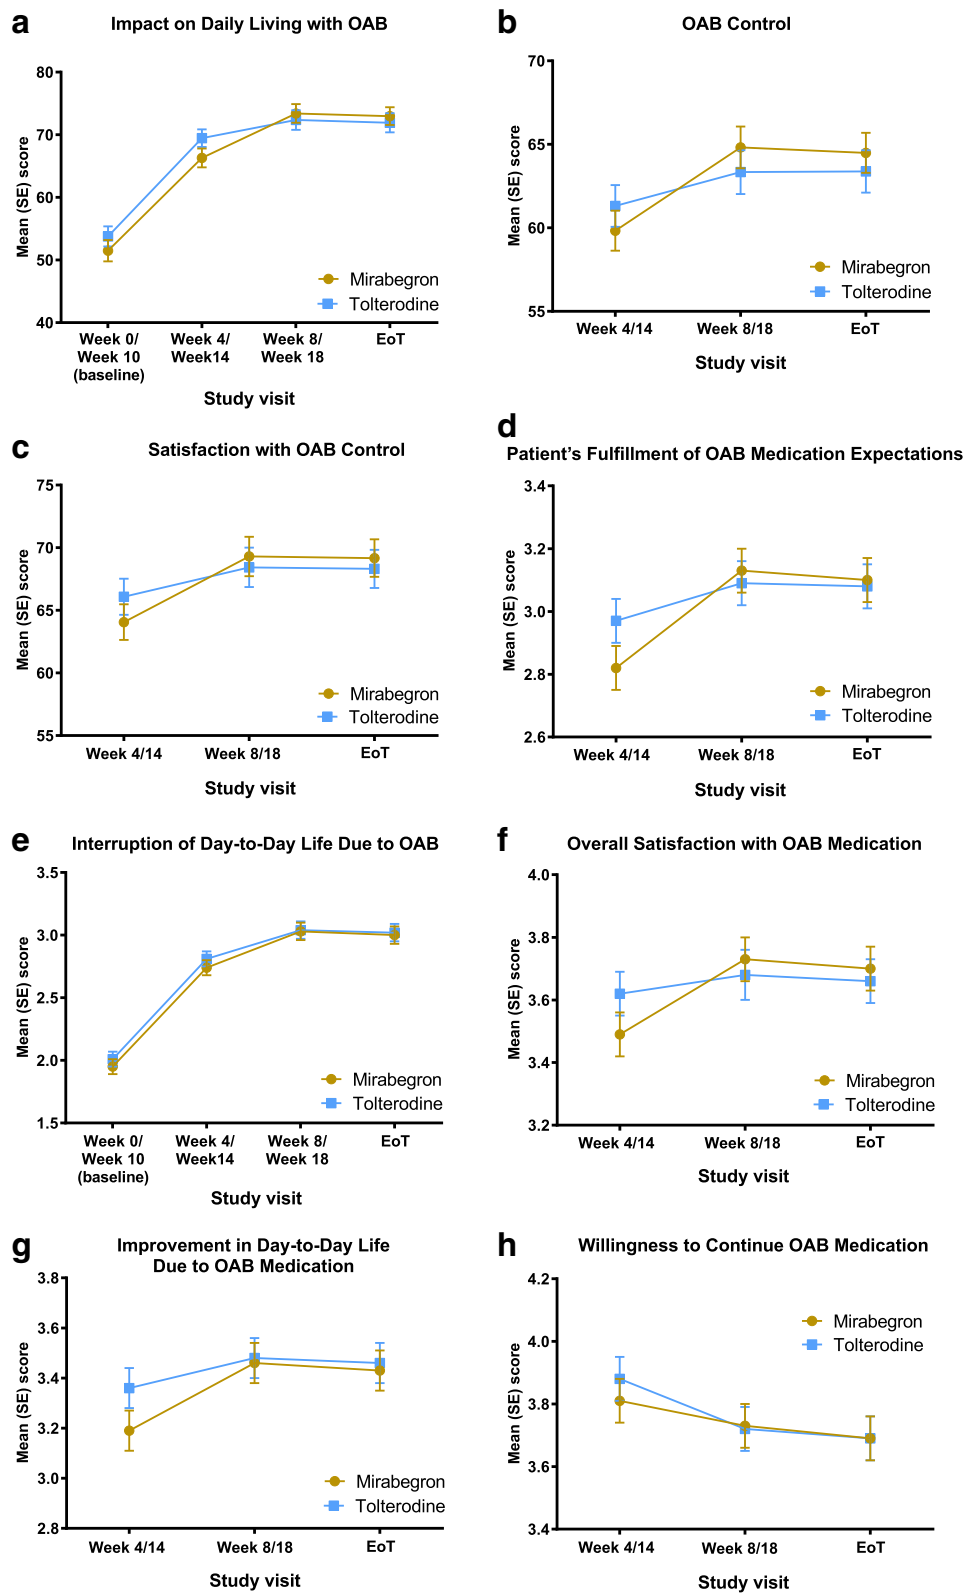 a
Impact on Daily Living with OAB
80
70
60
50
40
Mean (SE) score
Mirabegron
Tolterodine
Week 0/
Week 10
(baseline)
Week 4/
Week14
Week 8/
Week 18
EoT
Study visit
b
OAB Control
70
65
60
55
Mean (SE) score
Mirabegron
Tolterodine
Week 4/14
Week 8/18
EoT
Study visit
c
Satisfaction with OAB Control
75
70
65
60
55
Mean (SE) score
Mirabegron
Tolterodine
Week 4/14
Week 8/18
EoT
Study visit
d
Patient’s Fulfillment of OAB Medication Expectations
3.4
3.2
3.0
2.8
2.6
Mean (SE) score
Mirabegron
Tolterodine
Week 4/14
Week 8/18
EoT
Study visit
e
Interruption of Day-to-Day Life Due to OAB
3.5
3.0
2.5
2.0
1.5
Mean (SE) score
Mirabegron
Tolterodine
Week 0/
Week 10
(baseline)
Week 4/
Week14
Week 8/
Week 18
EoT
Study visit
f
Overall Satisfaction with OAB Medication
4.0
3.8
3.6
3.4
3.2
Mean (SE) score
Mirabegron
Tolterodine
Week 4/14
Week 8/18
EoT
Study visit
g
Improvement in Day-to-Day Life
Due to OAB Medication
3.8
3.6
3.4
3.2
3.0
2.8
Mean (SE) score
Mirabegron
Tolterodine
Week 4/14
Week 8/18
EoT
Study visit
h
Willingness to Continue OAB Medication
4.2
4.0
3.8
3.6
3.4
Mean (SE) score
Mirabegron
Tolterodine
Week 4/14
Week 8/18
EoT
Study visit